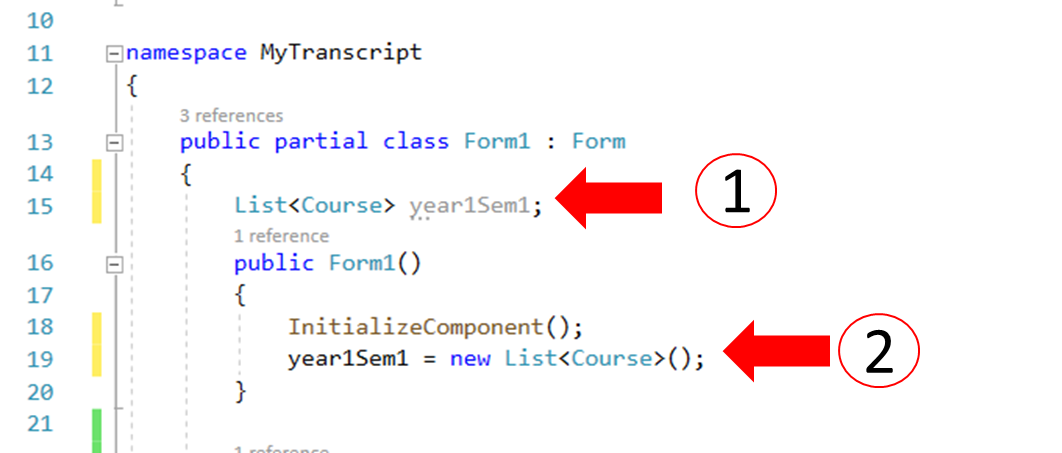 10
11 namespace MyTranscript
12 {
3 references
13 public partial class Form1 : Form
14 {
15 List<Course> year1Sem1; 1
1 reference
16 public Form1()
17 {
18 InitializeComponent();
19 year1Sem1 = new List<Course>(); 2
20 }
21
1 reference